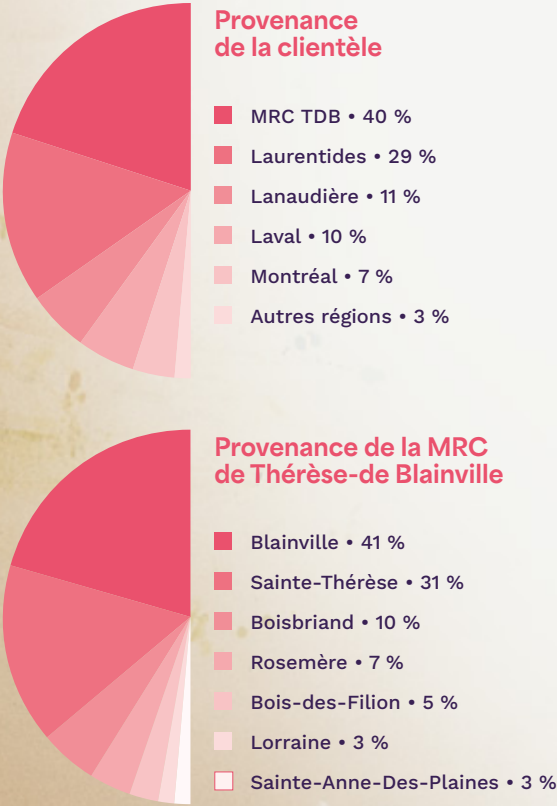 Provenance
de la clientèle
MRC TDB • 40 %
Laurentides • 29 %
Lanaudière • 11 %
Laval • 10 %
Montréal • 7 %
Autres régions • 3 %
Provenance de la MRC
de Thérèse-de Blainville
Blainville • 41 %
Sainte-Thérèse • 31 %
Boisbriand • 10 %
Rosemère • 7 %
Bois-des-Filion • 5 %
Lorraine • 3 %
Sainte-Anne-Des-Plaines • 3 %